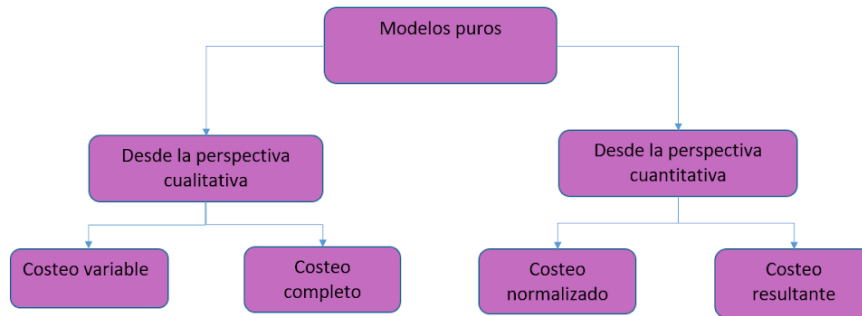 Modelos puros
Desde la perspectiva
cualitativa
Desde la perspectiva
cuantitativa
Costeo variable
Costeo
completo
Costeo
normalizado
Costeo
resultante